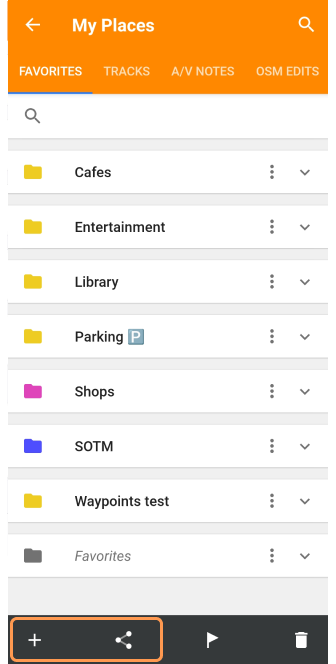 My Places
FAVORITES TRACKS A/V NOTES OSM EDITS
Cafes
Entertainment
Library
Parking 🅿️
Shops
SOTM
Waypoints test
Favorites